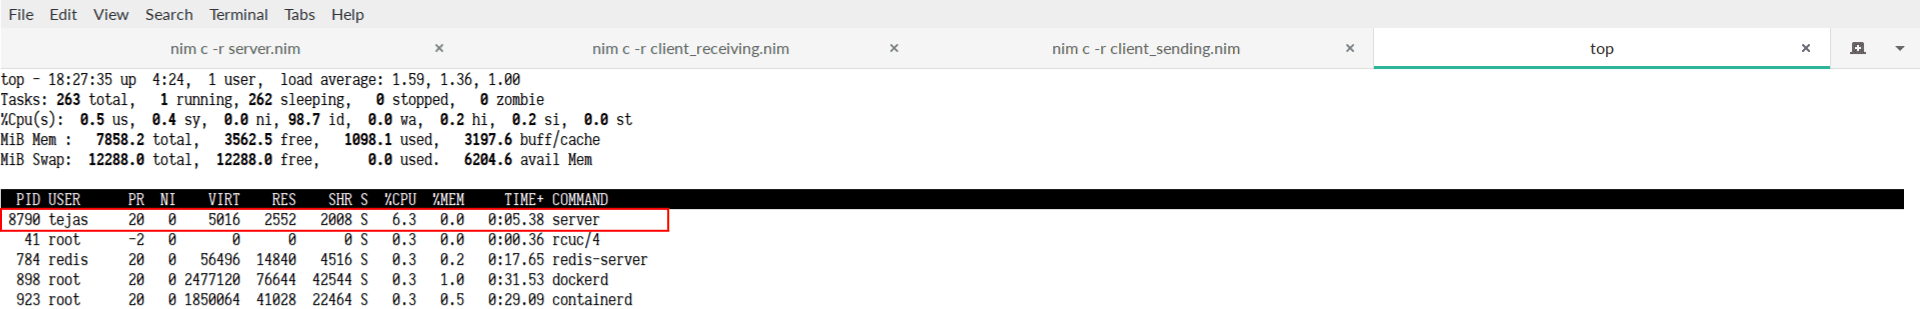 File Edit View Search Terminal Tabs Help
nim c -r server.nim × nim c -r client_receiving.nim × nim c -r client_sending.nim × top ×
top - 18:27:35 up  4:24,  1 user,  load average: 1.59, 1.36, 1.00
Tasks: 263 total,   1 running, 262 sleeping,   0 stopped,   0 zombie
%Cpu(s):  0.5 us,  0.4 sy,  0.0 ni, 98.7 id,  0.0 wa,  0.2 hi,  0.2 si,  0.0 st
MiB Mem :   7858.2 total,   3562.5 free,   1098.1 used,   3197.6 buff/cache
MiB Swap:  12288.0 total,  12288.0 free,      0.0 used.   6204.6 avail Mem
PID USER      PR  NI    VIRT    RES    SHR S  %CPU  %MEM     TIME+ COMMAND
8790 tejas     20   0    5016   2552   2008 S   6.3   0.0   0:05.38 server
41 root      -2   0       0      0      0 S   0.3   0.0   0:00.36 rcuc/4
784 redis     20   0   56496  14840   4516 S   0.3   0.2   0:17.65 redis-server
898 root      20   0 2477120  76644  42544 S   0.3   1.0   0:31.53 dockerd
923 root      20   0 1850064  41028  22464 S   0.3   0.5   0:29.09 containerd